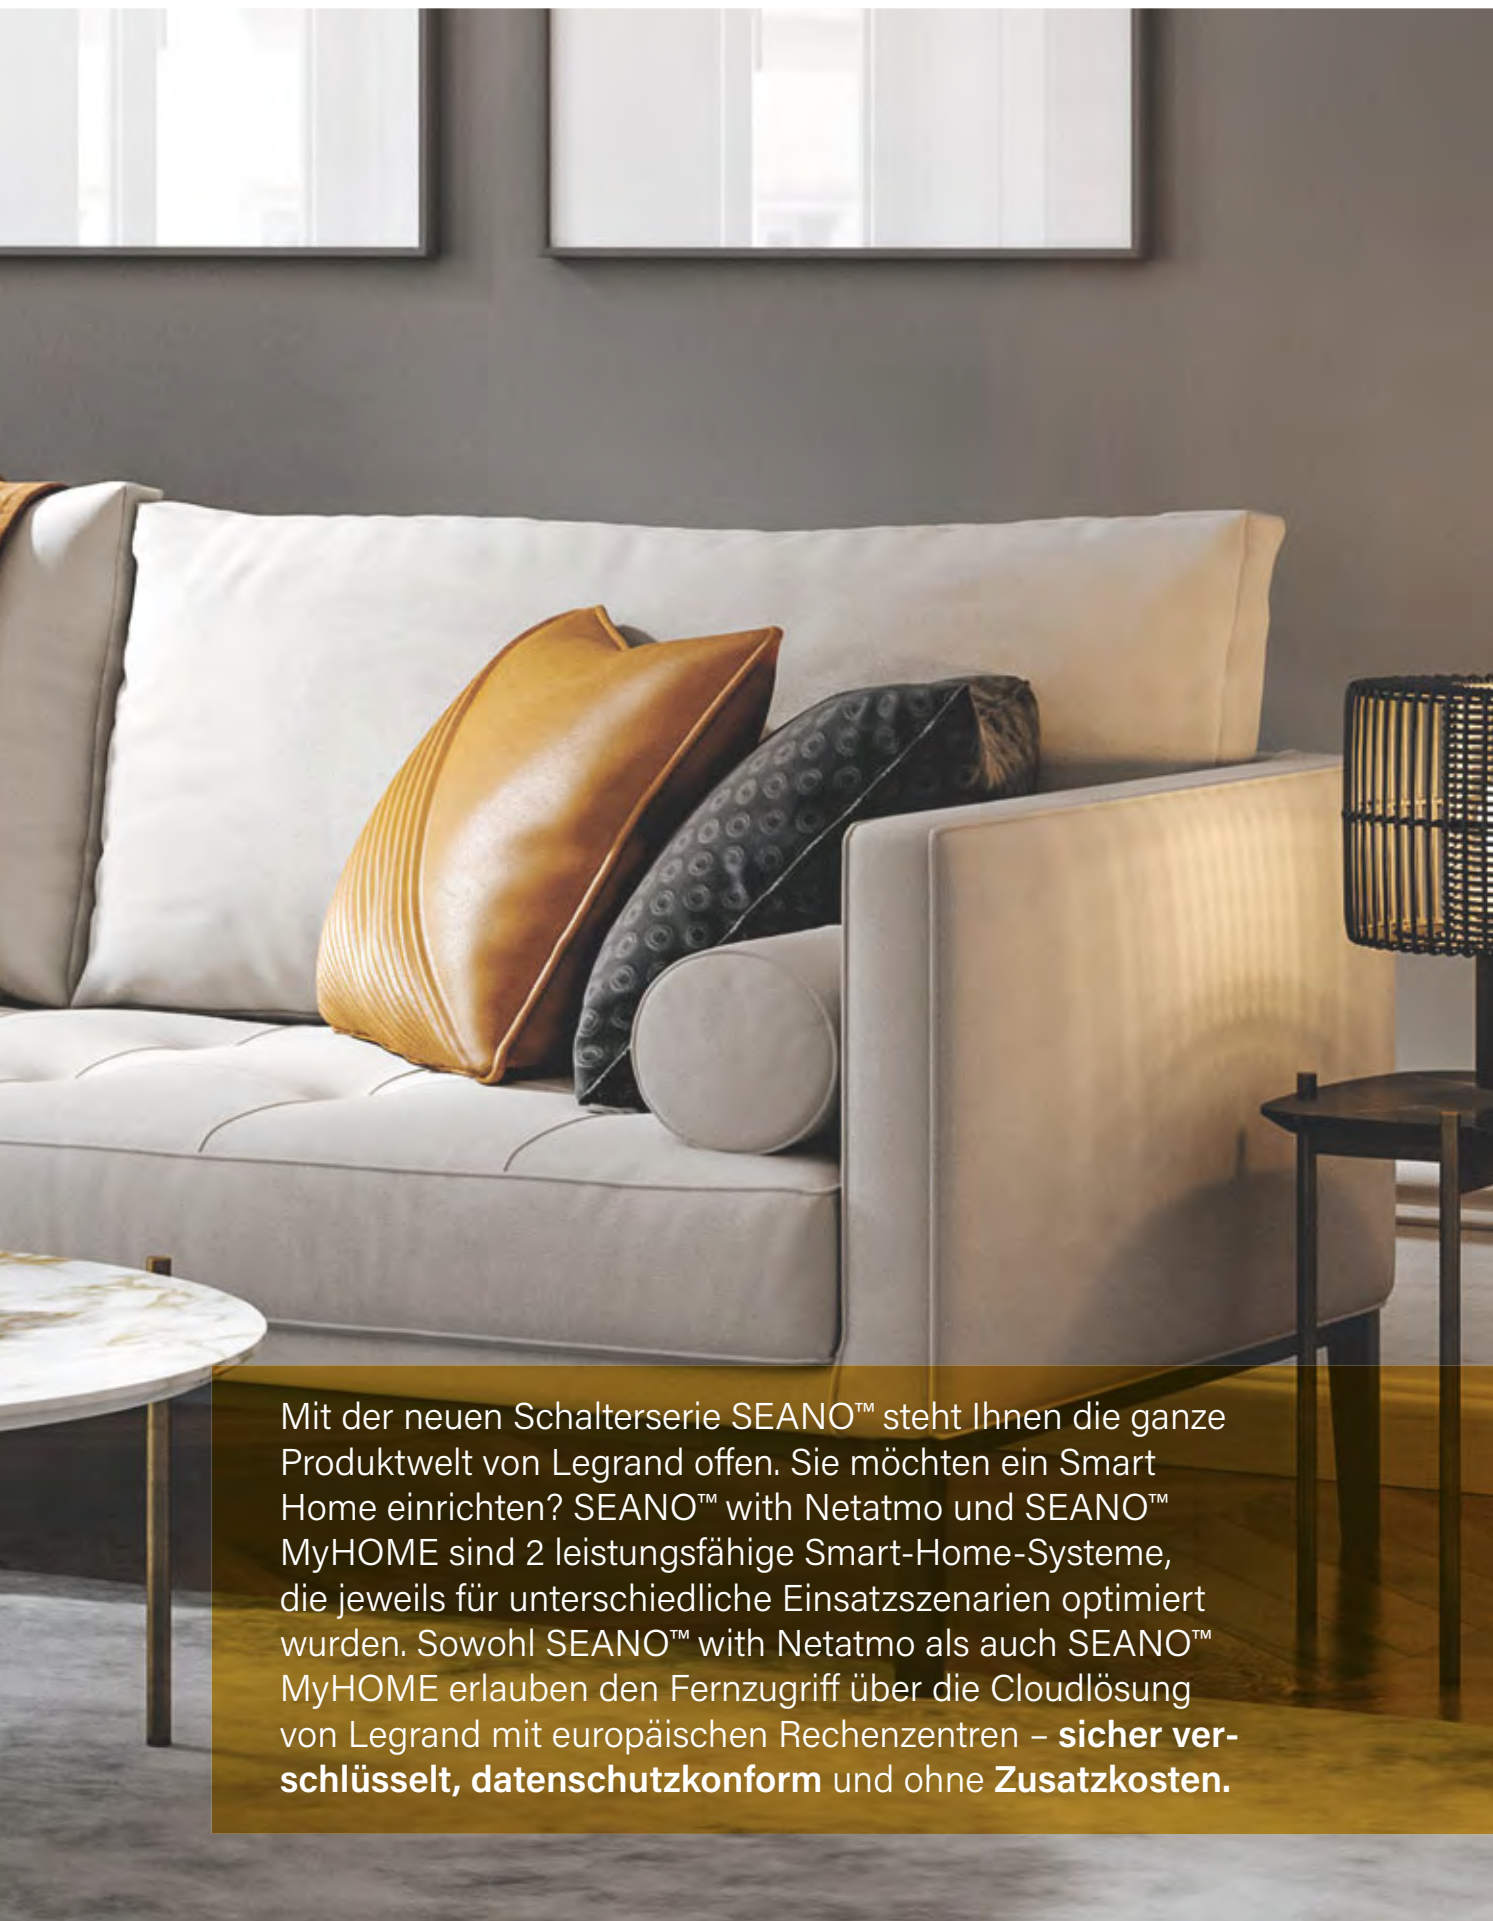 Mit der neuen Schalterserie SEANO™ steht Ihnen die ganze
Produktwelt von Legrand offen. Sie möchten ein Smart
Home einrichten? SEANO™ with Netatmo und SEANO™
MyHOME sind 2 leistungsfähige Smart-Home-Systeme,
die jeweils für unterschiedliche Einsatzszenarien optimiert
wurden. Sowohl SEANO™ with Netatmo als auch SEANO™
MyHOME erlauben den Fernzugriff über die Cloudlösung
von Legrand mit europäischen Rechenzentren – sicher ver-
schlüsselt, datenschutzkonform und ohne Zusatzkosten.